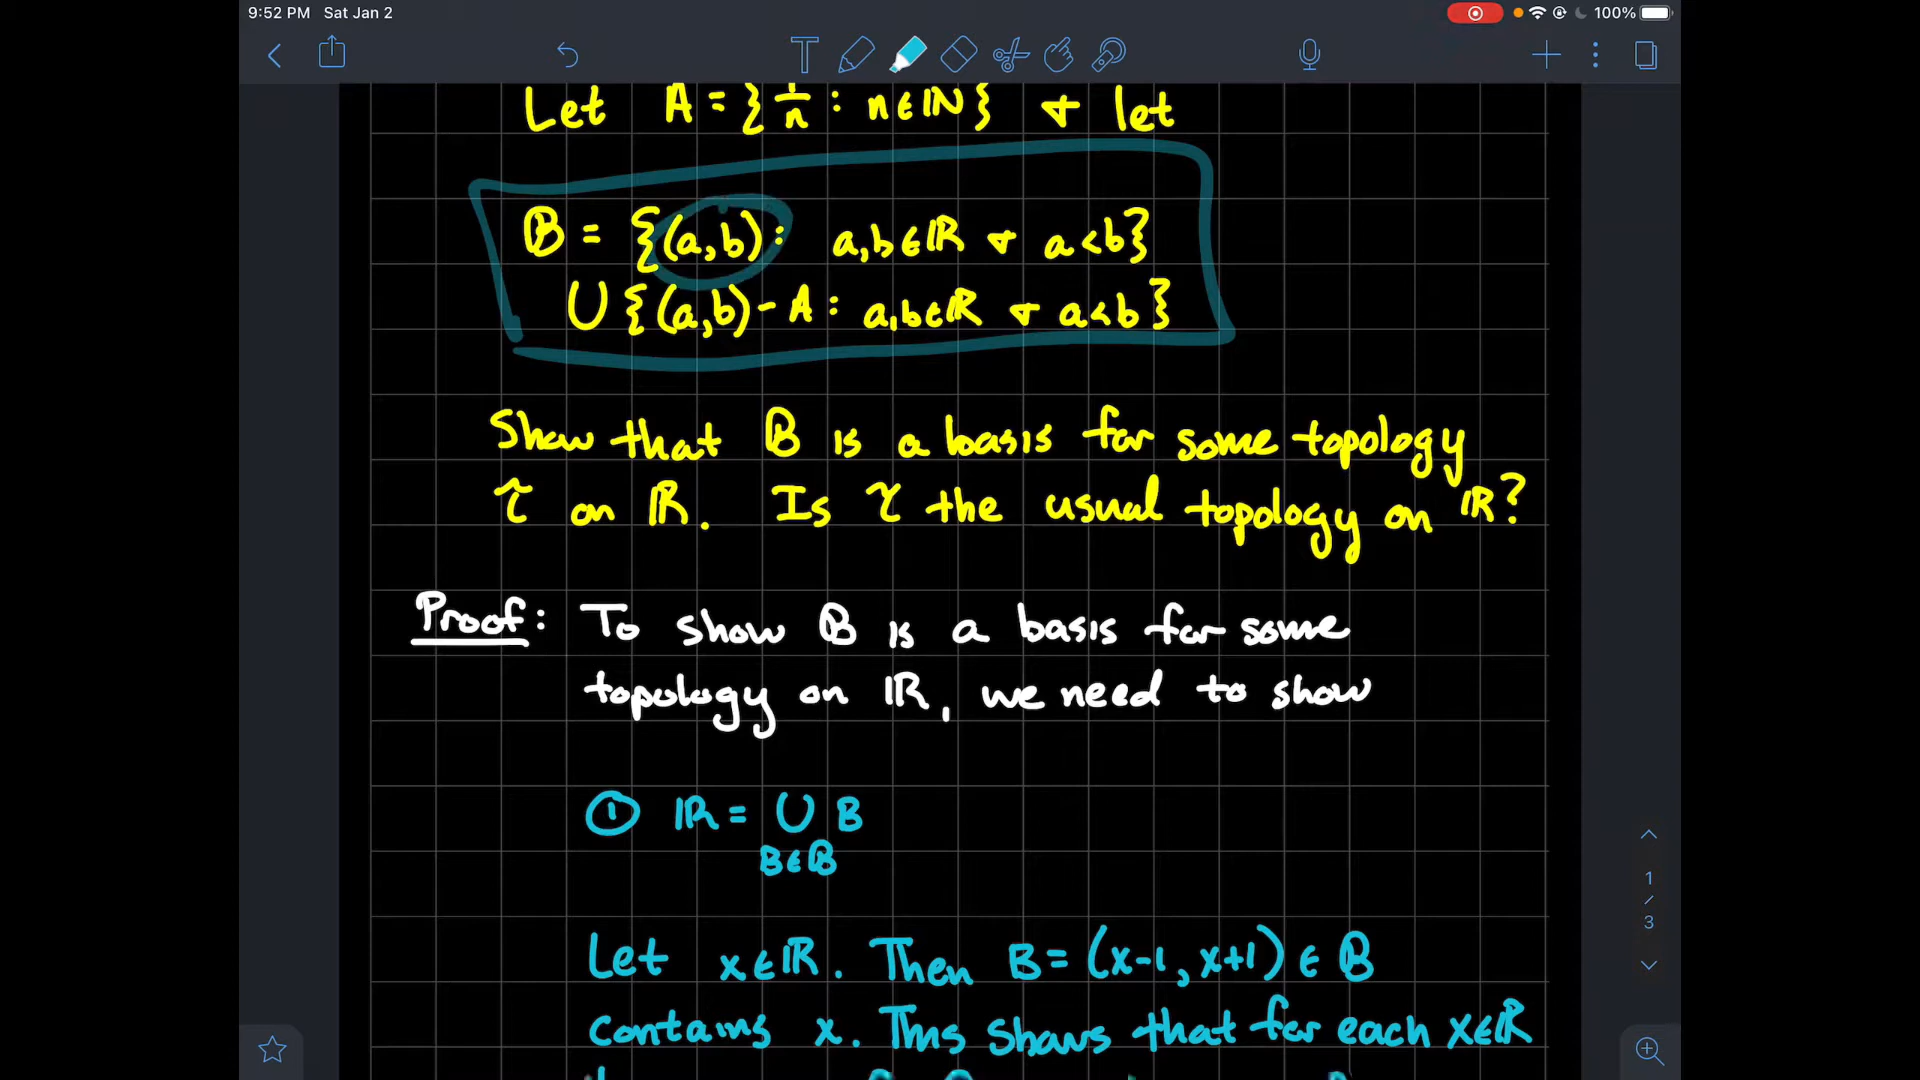 9:52 PM Sat Jan 2
100%
Let A = {1/n : n∈ℕ} & let
𝔹 = {(a,b): a,b∈ℝ & a<b}
∪ {(a,b)-A : a,b∈ℝ & a<b}
Show that 𝔹 is a basis for some topology
τ on ℝ. Is τ the usual topology on ℝ?
Proof: To show 𝔹 is a basis for some
topology on ℝ, we need to show
① ℝ = ∪ B
B∈𝔹
1
/
3
Let x∈ℝ. Then B = (x-1, x+1) ∈ 𝔹
contains x. This shows that for each x∈ℝ